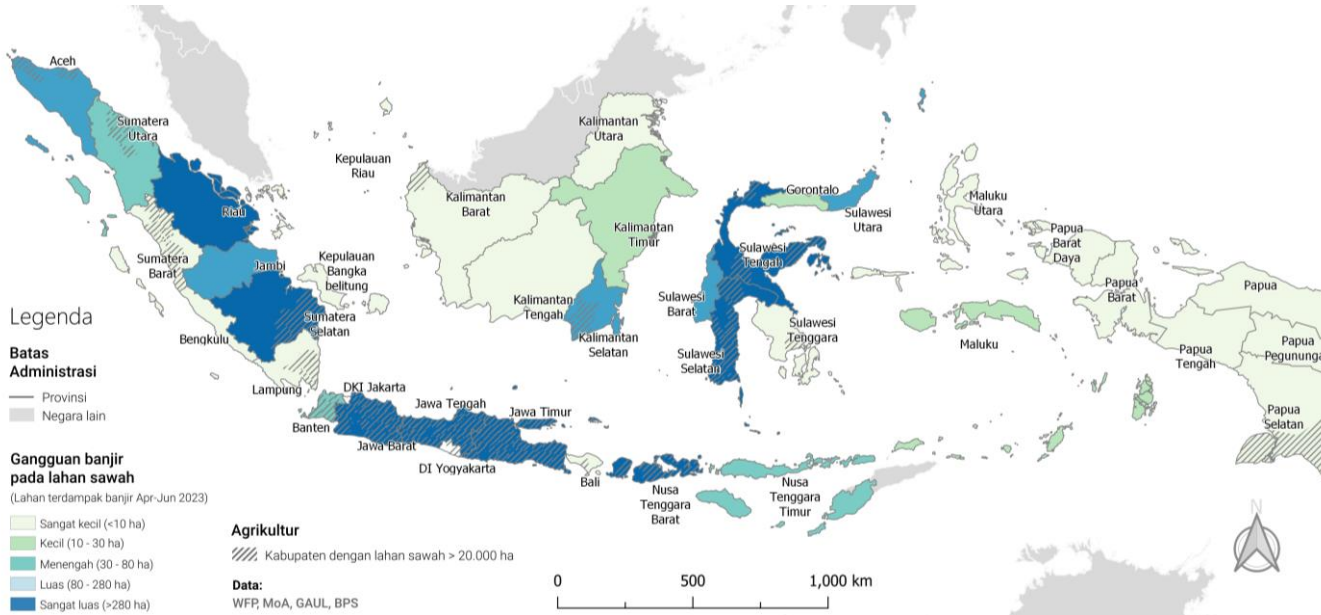 Aceh
Sumatera
Utara
Kepulauan
Riau
Riau
Sumatera
Barat
Jambi
Kepulauan
Bangka
belitung
Sumatera
Selatan
Bengkulu
Lampung
DKI Jakarta
Banten
Jawa Barat
Jawa Tengah
DI Yogyakarta
Jawa Timur
Bali
Nusa
Tenggara
Barat
Nusa
Tenggara
Timur
Kalimantan
Utara
Kalimantan
Barat
Kalimantan
Timur
Kalimantan
Tengah
Kalimantan
Selatan
Gorontalo
Sulawesi
Utara
Sulawesi
Tengah
Sulawesi
Barat
Sulawesi
Selatan
Sulawesi
Tenggara
Maluku
Utara
Maluku
Papua
Barat
Daya
Papua
Barat
Papua
Papua
Tengah
Papua
Pegununga
Papua
Selatan
Legenda
Batas
Administrasi
Provinsi
Negara lain
Gangguan banjir
pada lahan sawah
(Lahan terdampak banjir Apr-Jun 2023)
Sangat kecil (<10 ha)
Kecil (10 - 30 ha)
Menengah (30 - 80 ha)
Luas (80 - 280 ha)
Sangat luas (>280 ha)
Agrikultur
Kabupaten dengan lahan sawah > 20.000 ha
Data:
WFP, MoA, GAUL, BPS
0 500 1,000 km
N